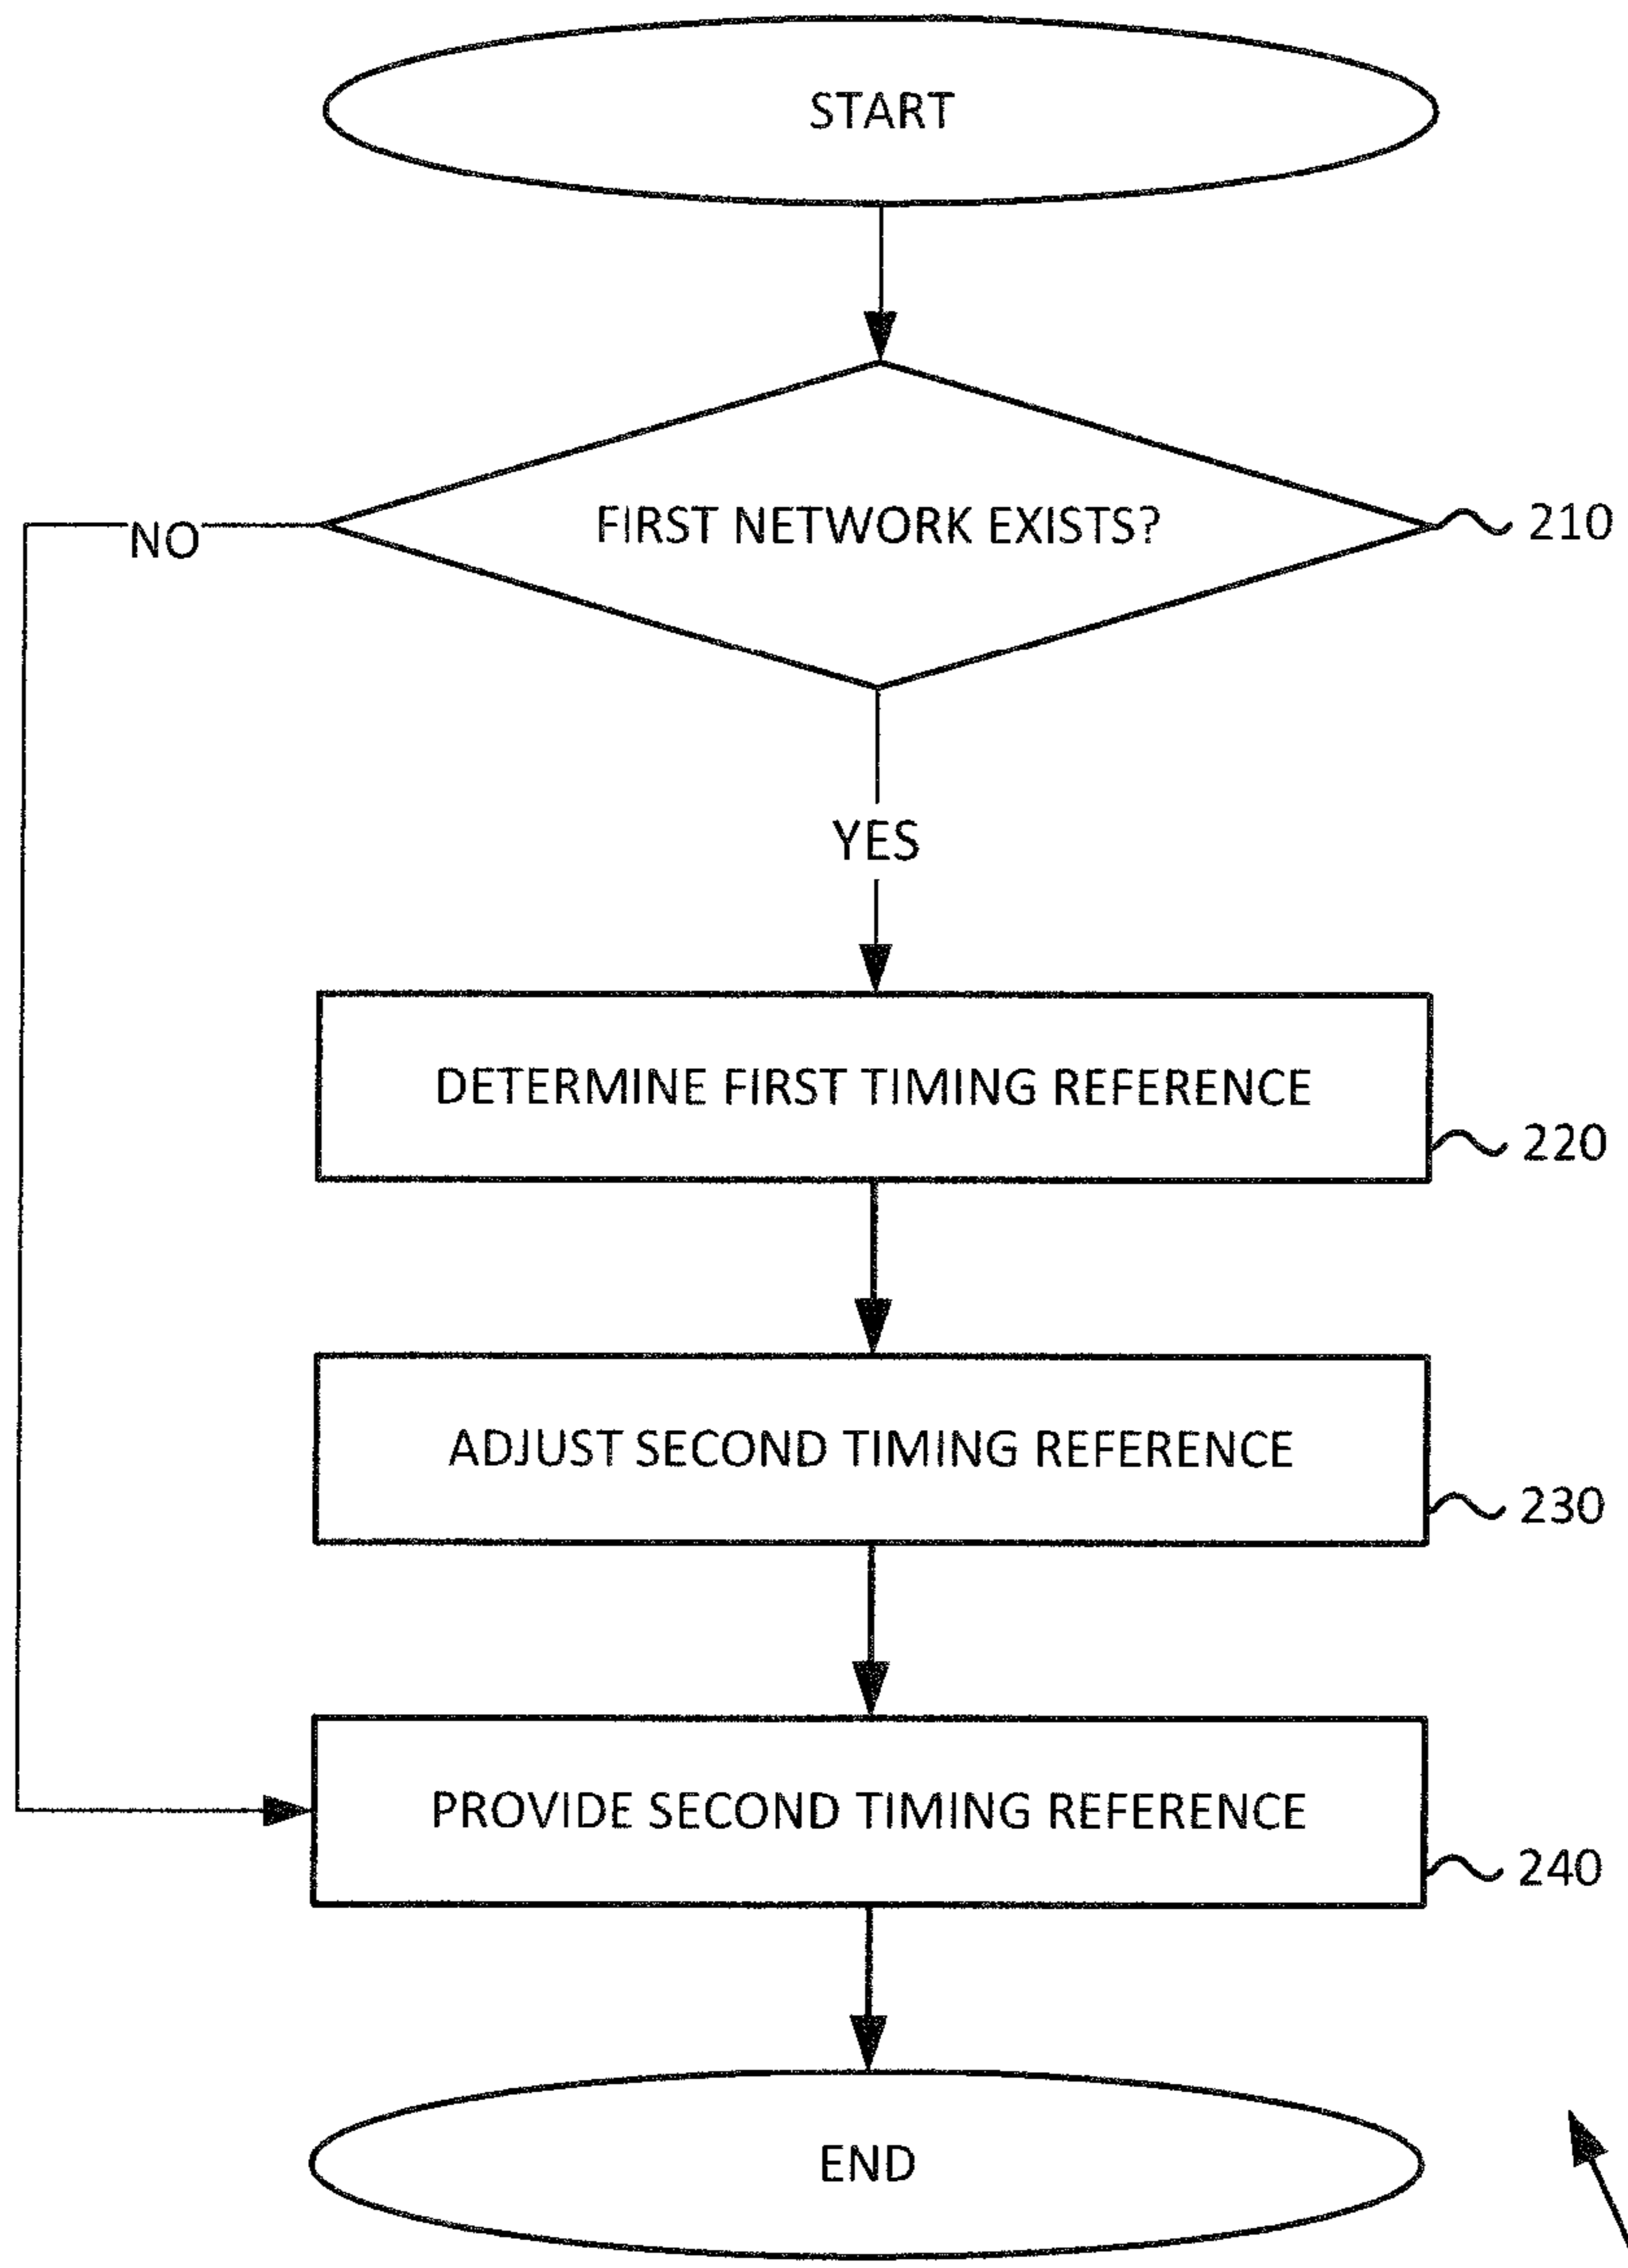 START
FIRST NETWORK EXISTS?
210
NO
YES
DETERMINE FIRST TIMING REFERENCE
220
ADJUST SECOND TIMING REFERENCE
230
PROVIDE SECOND TIMING REFERENCE
240
END